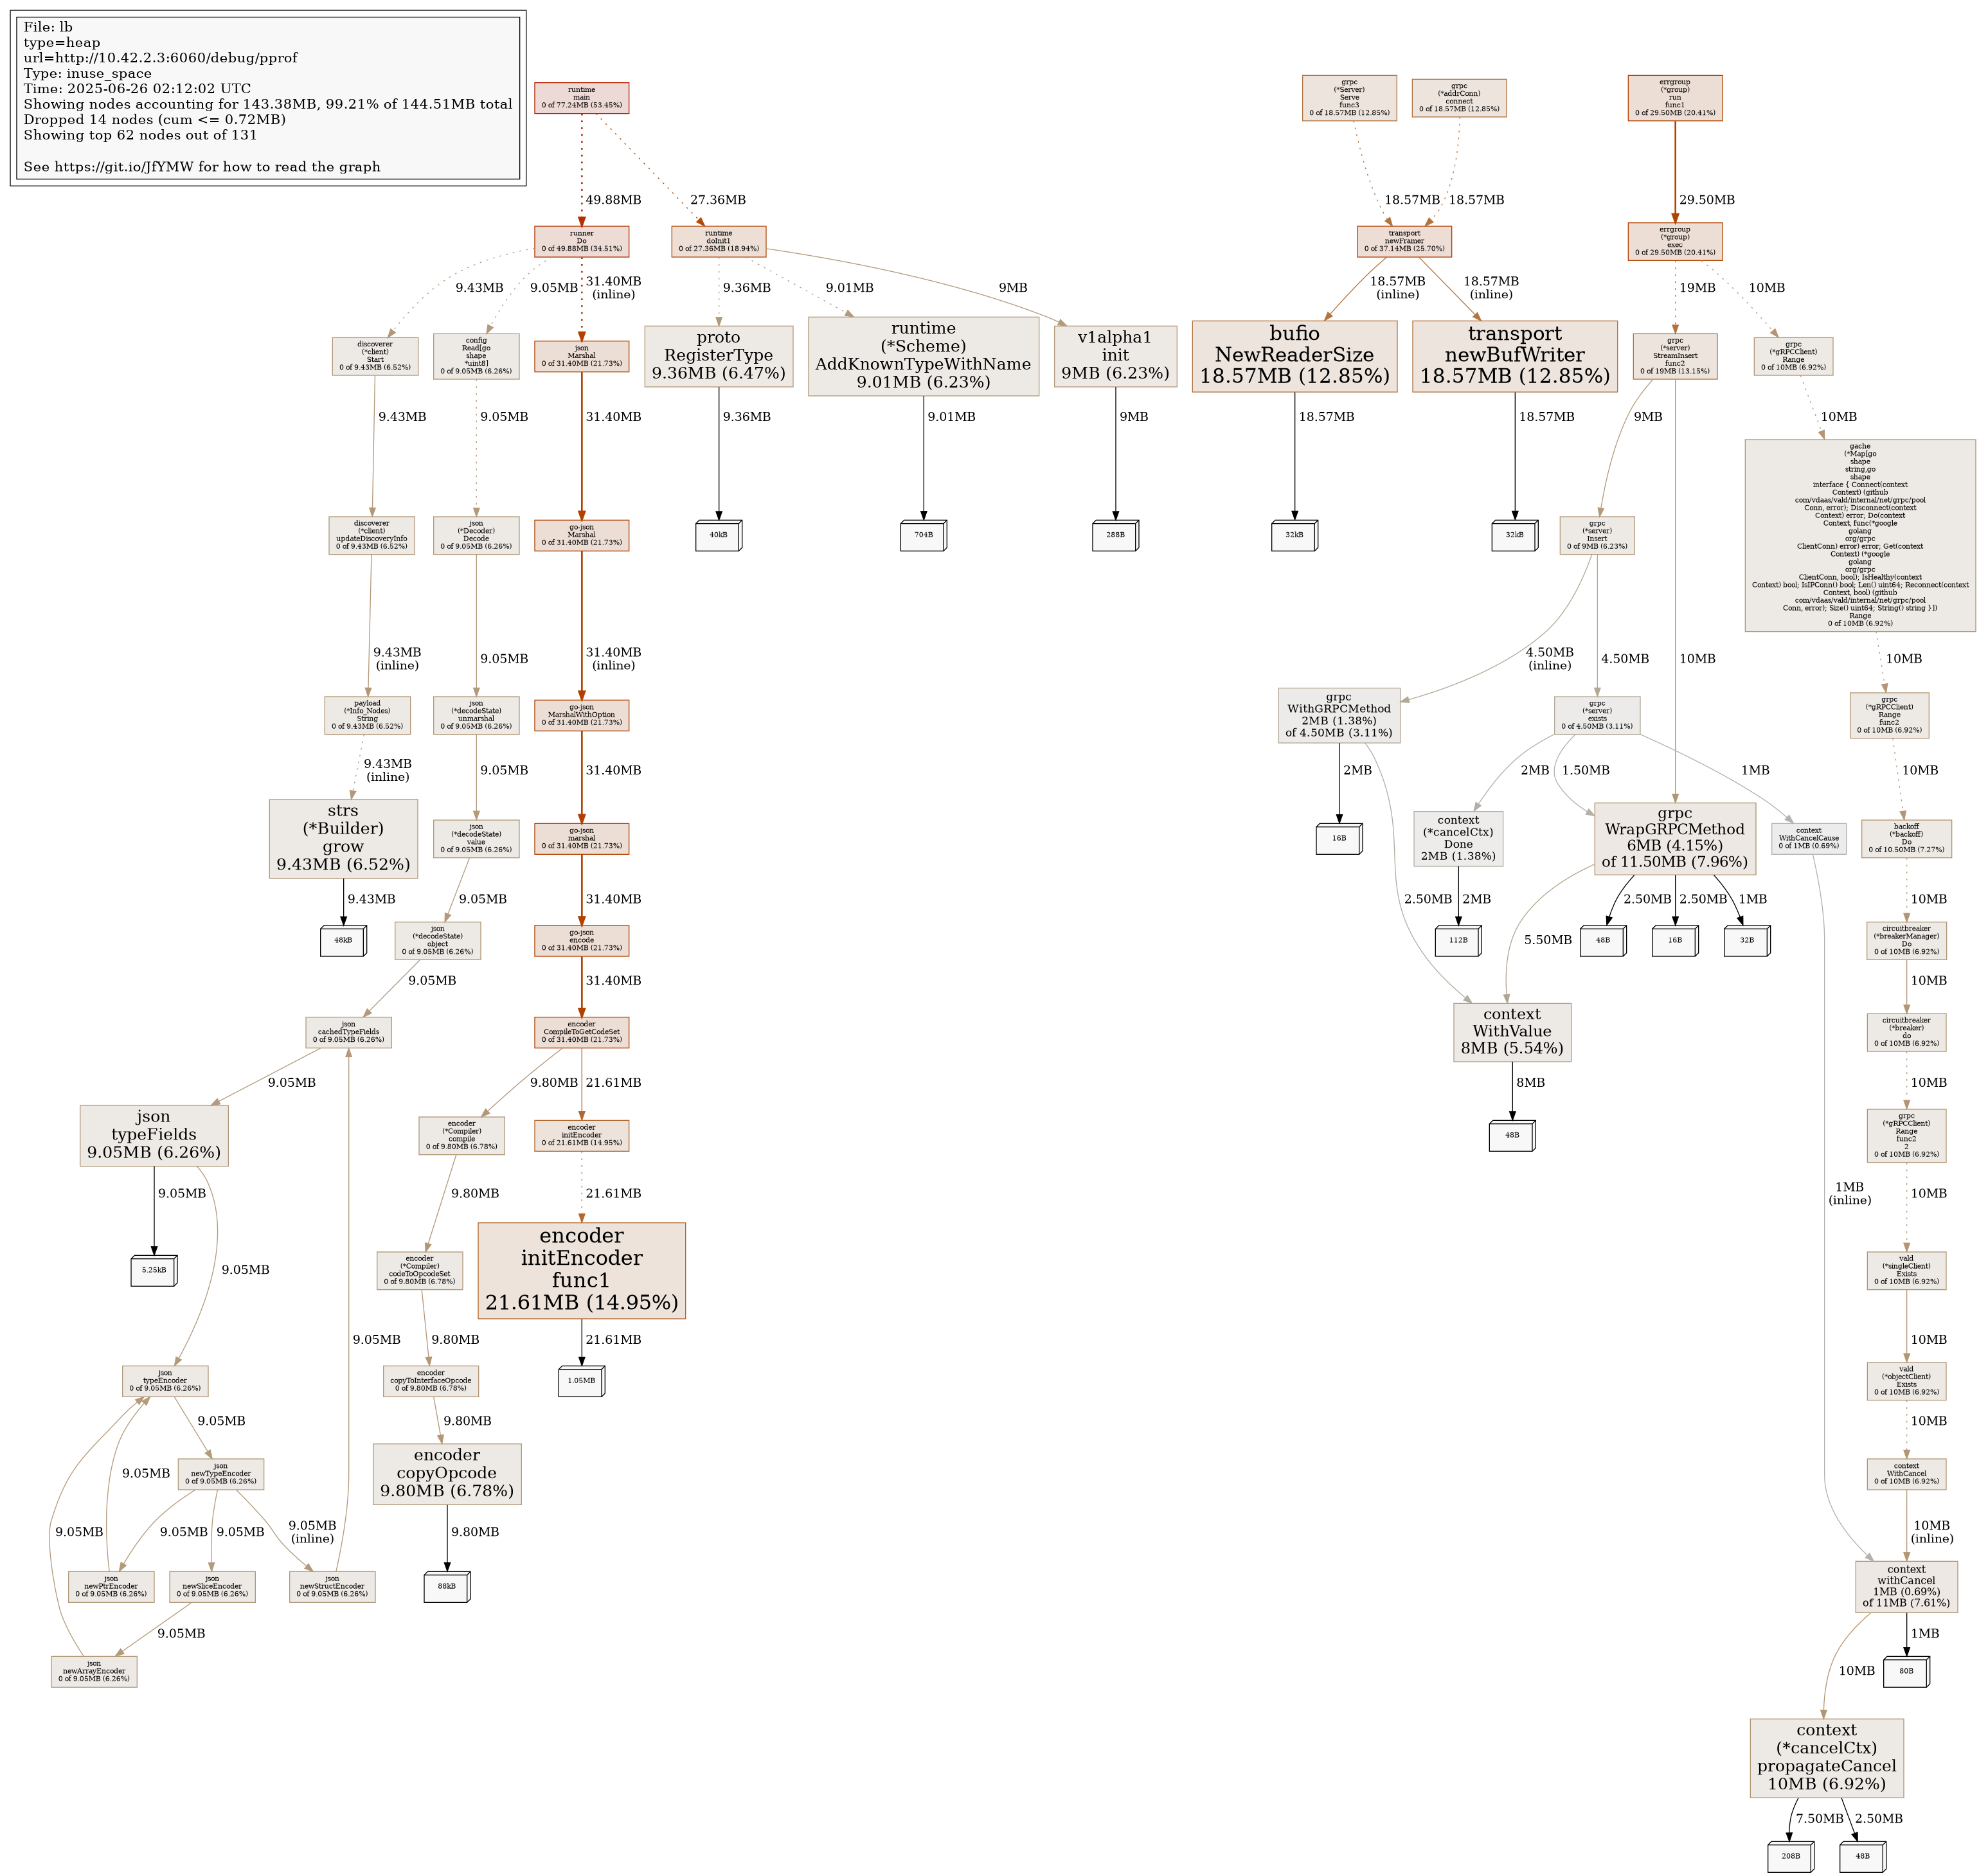 File: lb
type=heap
url=http://10.42.2.3:6060/debug/pprof
Type: inuse_space
Time: 2025-06-26 02:12:02 UTC
Showing nodes accounting for 143.38MB, 99.21% of 144.51MB total
Dropped 14 nodes (cum <= 0.72MB)
Showing top 62 nodes out of 131
See https://git.io/JfYMW for how to read the graph
runtime
main
0 of 77.24MB (53.45%)
grpc
(*Server)
Serve
func3
0 of 18.57MB (12.85%)
grpc
(*addrConn)
connect
0 of 18.57MB (12.85%)
errgroup
(*group)
run
func1
0 of 29.50MB (20.41%)
49.88MB
27.36MB
18.57MB
18.57MB
29.50MB
runner
Do
0 of 49.88MB (34.51%)
runtime
doInit1
0 of 27.36MB (18.94%)
transport
newFramer
0 of 37.14MB (25.70%)
errgroup
(*group)
exec
0 of 29.50MB (20.41%)
9.43MB
9.05MB
31.40MB
(inline)
9.36MB
9.01MB
9MB
18.57MB
(inline)
18.57MB
(inline)
19MB
10MB
discoverer
(*client)
Start
0 of 9.43MB (6.52%)
config
Read[go
shape
*uint8]
0 of 9.05MB (6.26%)
json
Marshal
0 of 31.40MB (21.73%)
proto
RegisterType
9.36MB (6.47%)
runtime
(*Scheme)
AddKnownTypeWithName
9.01MB (6.23%)
v1alpha1
init
9MB (6.23%)
bufio
NewReaderSize
18.57MB (12.85%)
transport
newBufWriter
18.57MB (12.85%)
grpc
(*server)
StreamInsert
func2
0 of 19MB (13.15%)
grpc
(*gRPCClient)
Range
0 of 10MB (6.92%)
9.43MB
9.05MB
31.40MB
9.36MB
9.01MB
9MB
18.57MB
18.57MB
9MB
10MB
gache
(*Map[go
shape
string,go
shape
interface { Connect(context
Context) (github
com/vdaas/vald/internal/net/grpc/pool
Conn, error); Disconnect(context
Context) error; Do(context
Context, func(*google
golang
org/grpc
ClientConn) error) error; Get(context
Context) (*google
golang
org/grpc
ClientConn, bool); IsHealthy(context
Context) bool; IsIPConn() bool; Len() uint64; Reconnect(context
Context, bool) (github
com/vdaas/vald/internal/net/grpc/pool
Conn, error); Size() uint64; String() string }])
Range
0 of 10MB (6.92%)
discoverer
(*client)
updateDiscoveryInfo
0 of 9.43MB (6.52%)
json
(*Decoder)
Decode
0 of 9.05MB (6.26%)
go-json
Marshal
0 of 31.40MB (21.73%)
40kB
704B
288B
32kB
32kB
grpc
(*server)
Insert
0 of 9MB (6.23%)
9.43MB
(inline)
9.05MB
31.40MB
(inline)
4.50MB
(inline)
4.50MB
10MB
10MB
payload
(*Info_Nodes)
String
0 of 9.43MB (6.52%)
json
(*decodeState)
unmarshal
0 of 9.05MB (6.26%)
go-json
MarshalWithOption
0 of 31.40MB (21.73%)
grpc
WithGRPCMethod
2MB (1.38%)
of 4.50MB (3.11%)
grpc
(*server)
exists
0 of 4.50MB (3.11%)
grpc
(*gRPCClient)
Range
func2
0 of 10MB (6.92%)
9.43MB
(inline)
9.05MB
31.40MB
2MB
2MB
1.50MB
1MB
10MB
strs
(*Builder)
grow
9.43MB (6.52%)
json
(*decodeState)
value
0 of 9.05MB (6.26%)
go-json
marshal
0 of 31.40MB (21.73%)
16B
context
(*cancelCtx)
Done
2MB (1.38%)
grpc
WrapGRPCMethod
6MB (4.15%)
of 11.50MB (7.96%)
context
WithCancelCause
0 of 1MB (0.69%)
backoff
(*backoff)
Do
0 of 10.50MB (7.27%)
9.43MB
9.05MB
31.40MB
2.50MB
2MB
2.50MB
2.50MB
1MB
10MB
48kB
json
(*decodeState)
object
0 of 9.05MB (6.26%)
go-json
encode
0 of 31.40MB (21.73%)
112B
48B
16B
32B
circuitbreaker
(*breakerManager)
Do
0 of 10MB (6.92%)
9.05MB
31.40MB
5.50MB
10MB
json
cachedTypeFields
0 of 9.05MB (6.26%)
encoder
CompileToGetCodeSet
0 of 31.40MB (21.73%)
context
WithValue
8MB (5.54%)
circuitbreaker
(*breaker)
do
0 of 10MB (6.92%)
9.05MB
9.80MB
21.61MB
8MB
10MB
json
typeFields
9.05MB (6.26%)
encoder
(*Compiler)
compile
0 of 9.80MB (6.78%)
encoder
initEncoder
0 of 21.61MB (14.95%)
48B
grpc
(*gRPCClient)
Range
func2
2
0 of 10MB (6.92%)
9.05MB
9.05MB
9.80MB
21.61MB
1MB
(inline)
10MB
5.25kB
encoder
(*Compiler)
codeToOpcodeSet
0 of 9.80MB (6.78%)
encoder
initEncoder
func1
21.61MB (14.95%)
vald
(*singleClient)
Exists
0 of 10MB (6.92%)
9.05MB
9.80MB
21.61MB
10MB
json
typeEncoder
0 of 9.05MB (6.26%)
encoder
copyToInterfaceOpcode
0 of 9.80MB (6.78%)
1.05MB
vald
(*objectClient)
Exists
0 of 10MB (6.92%)
9.05MB
9.80MB
10MB
json
newTypeEncoder
0 of 9.05MB (6.26%)
encoder
copyOpcode
9.80MB (6.78%)
context
WithCancel
0 of 10MB (6.92%)
9.05MB
9.05MB
9.05MB
9.05MB
9.05MB
(inline)
9.80MB
10MB
(inline)
json
newPtrEncoder
0 of 9.05MB (6.26%)
json
newSliceEncoder
0 of 9.05MB (6.26%)
json
newStructEncoder
0 of 9.05MB (6.26%)
88kB
context
withCancel
1MB (0.69%)
of 11MB (7.61%)
9.05MB
10MB
1MB
json
newArrayEncoder
0 of 9.05MB (6.26%)
80B
context
(*cancelCtx)
propagateCancel
10MB (6.92%)
7.50MB
2.50MB
208B
48B